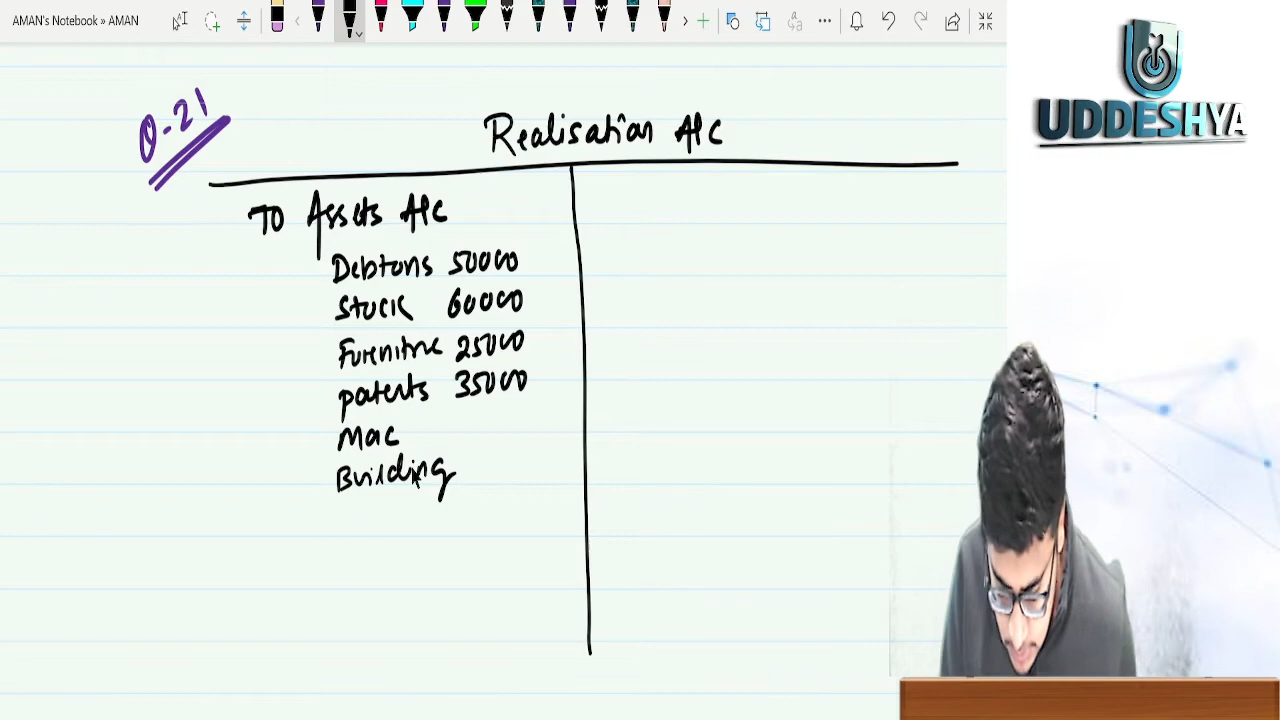 AMAN's Notebook » AMAN
UDDESHYA
Q-21
Realisation A/c
To Assets A/c
Debtors 50000
Stock 60000
Furniture 25000
patents 35000
Mac
Building